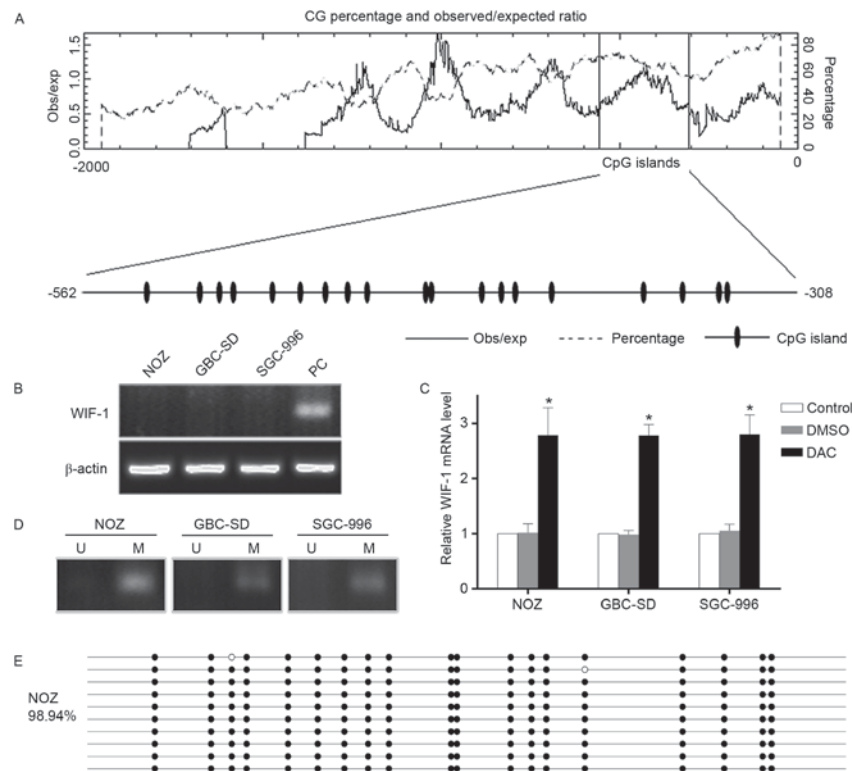 A
CG percentage and observed/expected ratio
Obs/exp
1.5
1.0
0.5
0.0
80
60
40
20
0
Percentage
-2000
CpG islands
0
-562
-308
Obs/exp
Percentage
CpG island
B
NOZ
GBC-SD
SGC-996
PC
WIF-1
β-actin
C
Relative WIF-1 mRNA level
3
2
1
0
*
*
*
Control
DMSO
DAC
NOZ
GBC-SD
SGC-996
D
NOZ
GBC-SD
SGC-996
U M
U M
U M
E
NOZ
98.94%